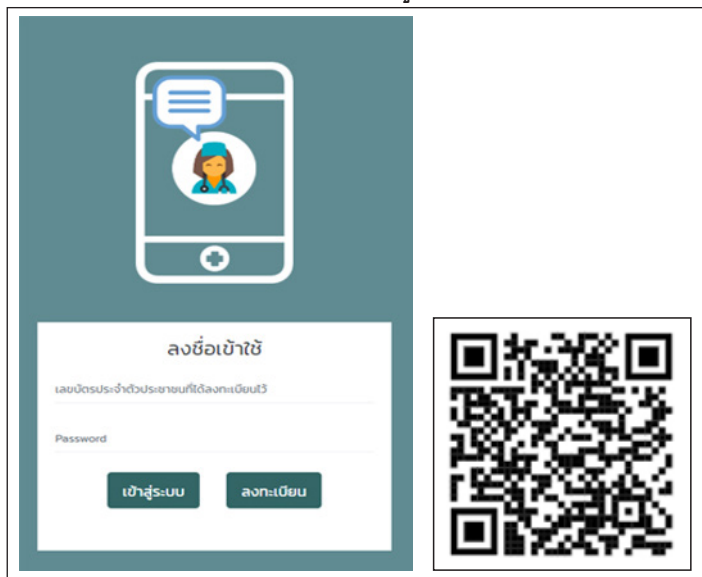 ลงชื่อเข้าใช้
เลขบัตรประจำตัวประชาชนที่ได้ลงทะเบียนไว้
Password
เข้าสู่ระบบ ลงทะเบียน